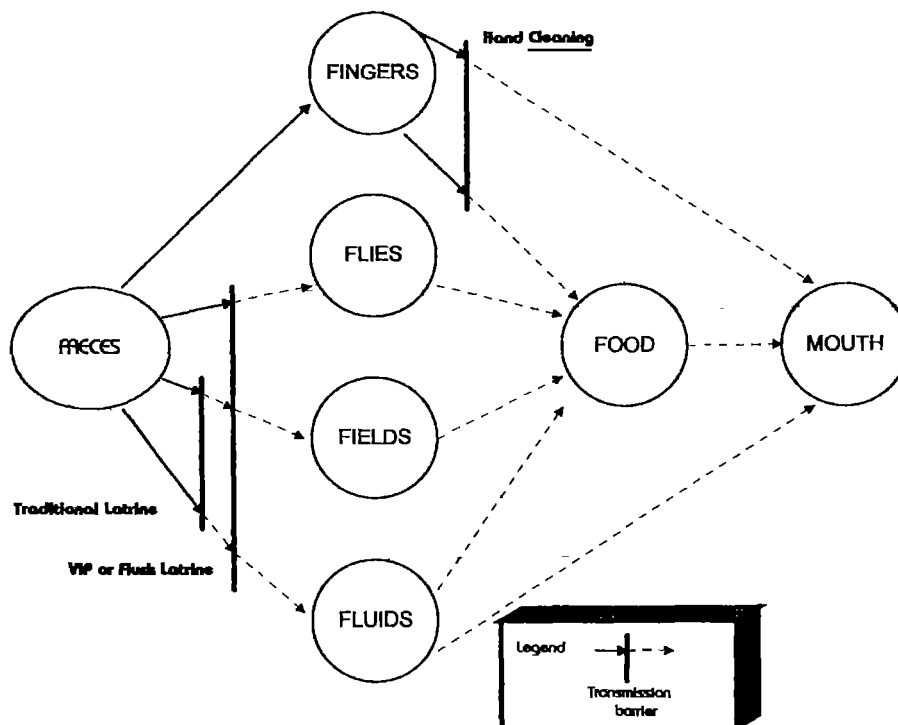 Hand Cleaning
FINGERS
FLIES
FAECES
FOOD
MOUTH
FIELDS
Traditional Latrine
VIP or Flush Latrine
FLUIDS
Legend
Transmission
barrier